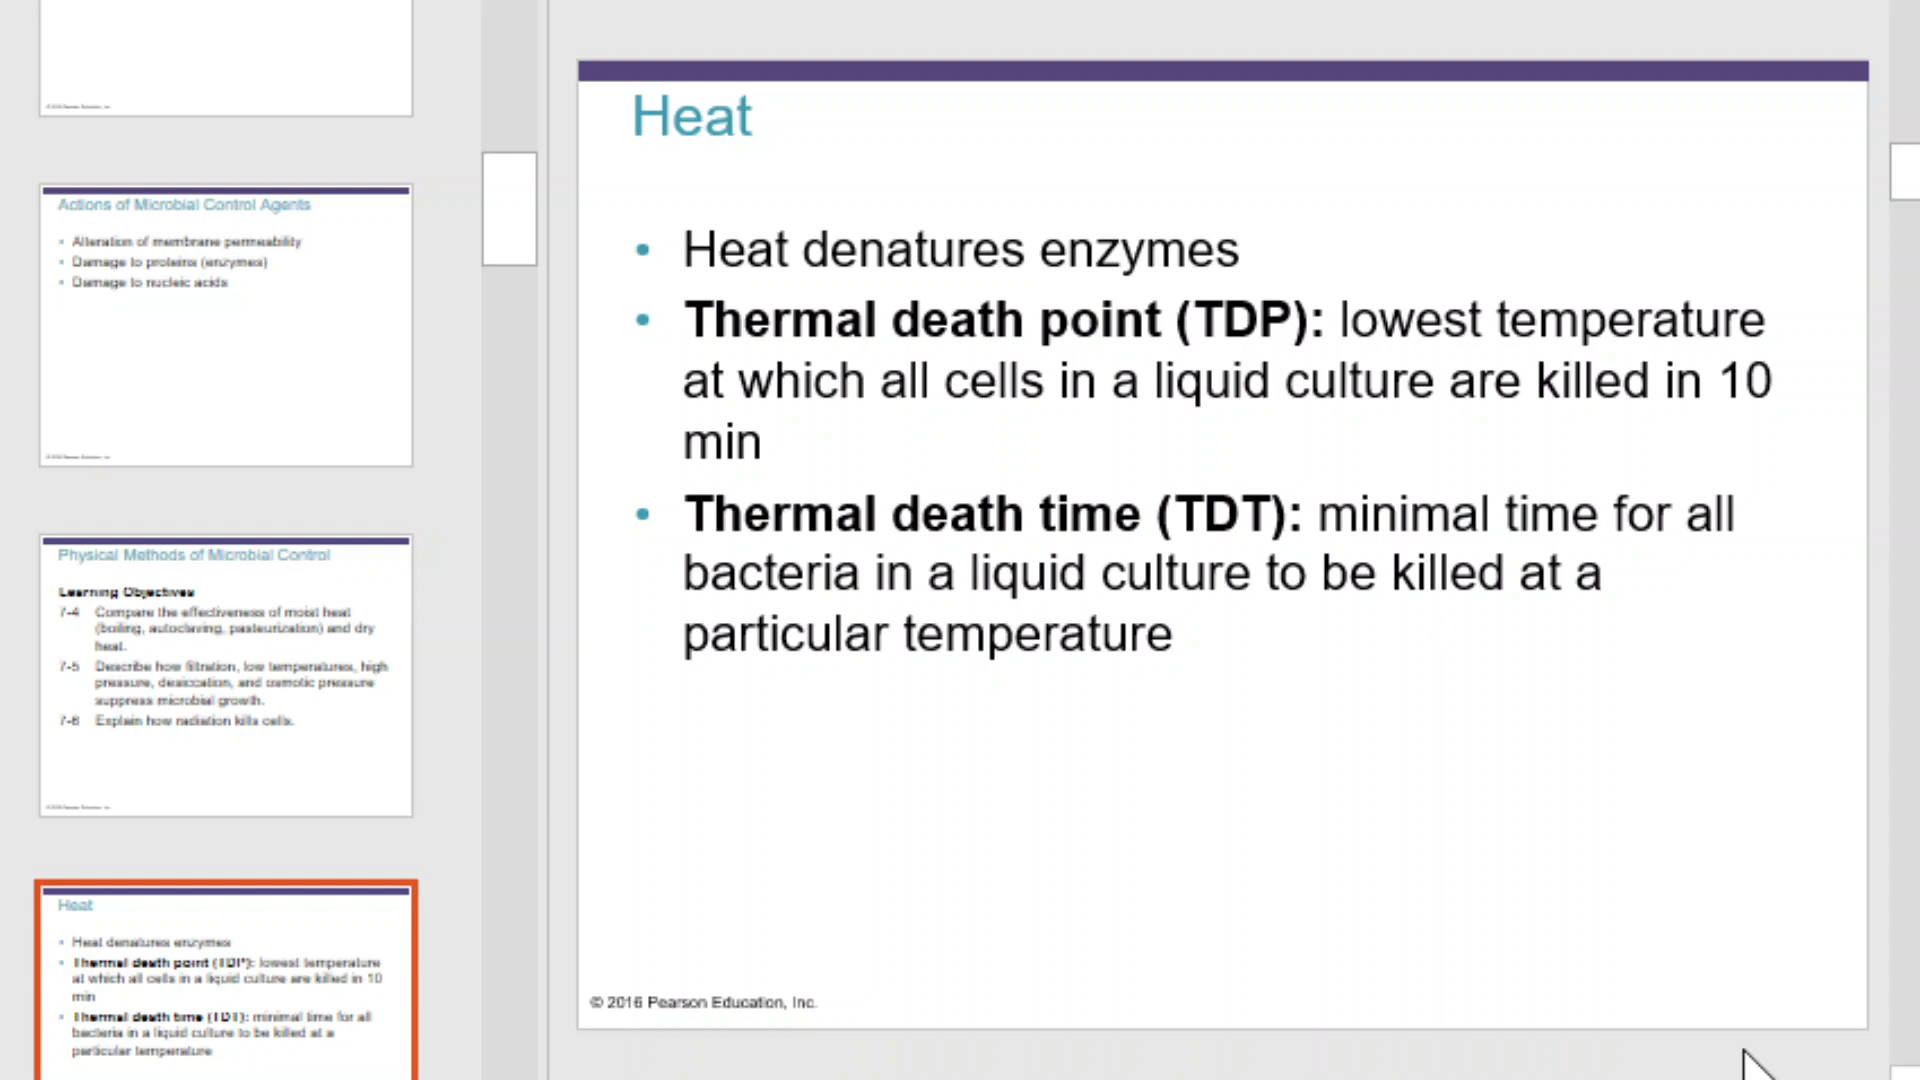 Actions of Microbial Control Agents
• Alteration of membrane permeability
• Damage to proteins (enzymes)
• Damage to nucleic acids
Physical Methods of Microbial Control
Learning Objectives
7-4 Compare the effectiveness of moist heat
(boiling, autoclaving, pasteurization) and dry
heat.
7-5 Describe how filtration, low temperatures, high
pressure, desiccation, and osmotic pressure
suppress microbial growth.
7-6 Explain how radiation kills cells.
Heat
• Heat denatures enzymes
• Thermal death point (TDP): lowest temperature
at which all cells in a liquid culture are killed in 10
min
• Thermal death time (TDT): minimal time for all
bacteria in a liquid culture to be killed at a
particular temperature
Heat
• Heat denatures enzymes
• Thermal death point (TDP): lowest temperature
at which all cells in a liquid culture are killed in 10
min
• Thermal death time (TDT): minimal time for all
bacteria in a liquid culture to be killed at a
particular temperature
© 2016 Pearson Education, Inc.